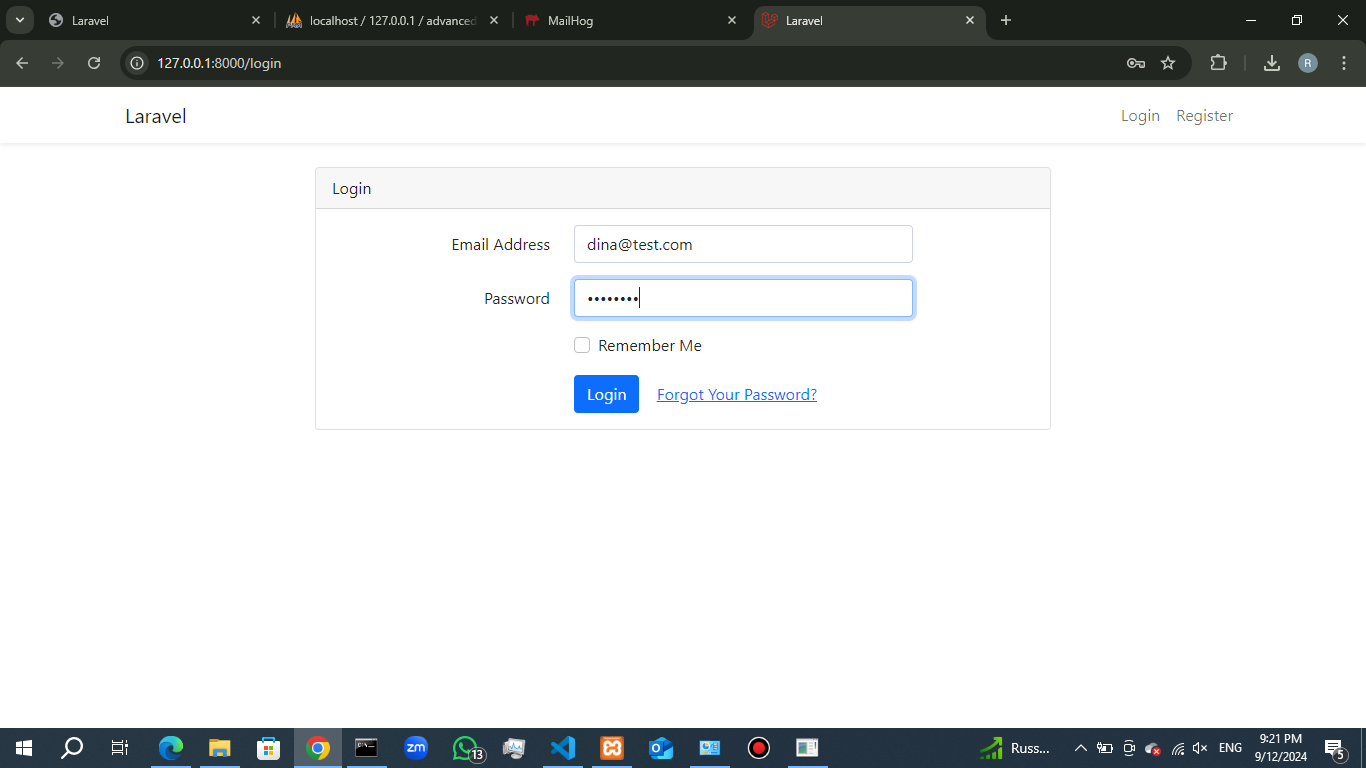 Laravel
localhost / 127.0.0.1 / advanced
MailHog
Laravel
127.0.0.1:8000/login
R
Laravel
Login
Register
Login
Email Address
dina@test.com
Password
••••••••
Remember Me
Login
Forgot Your Password?
zm
13
Russ...
ENG
9:21 PM
9/12/2024
5